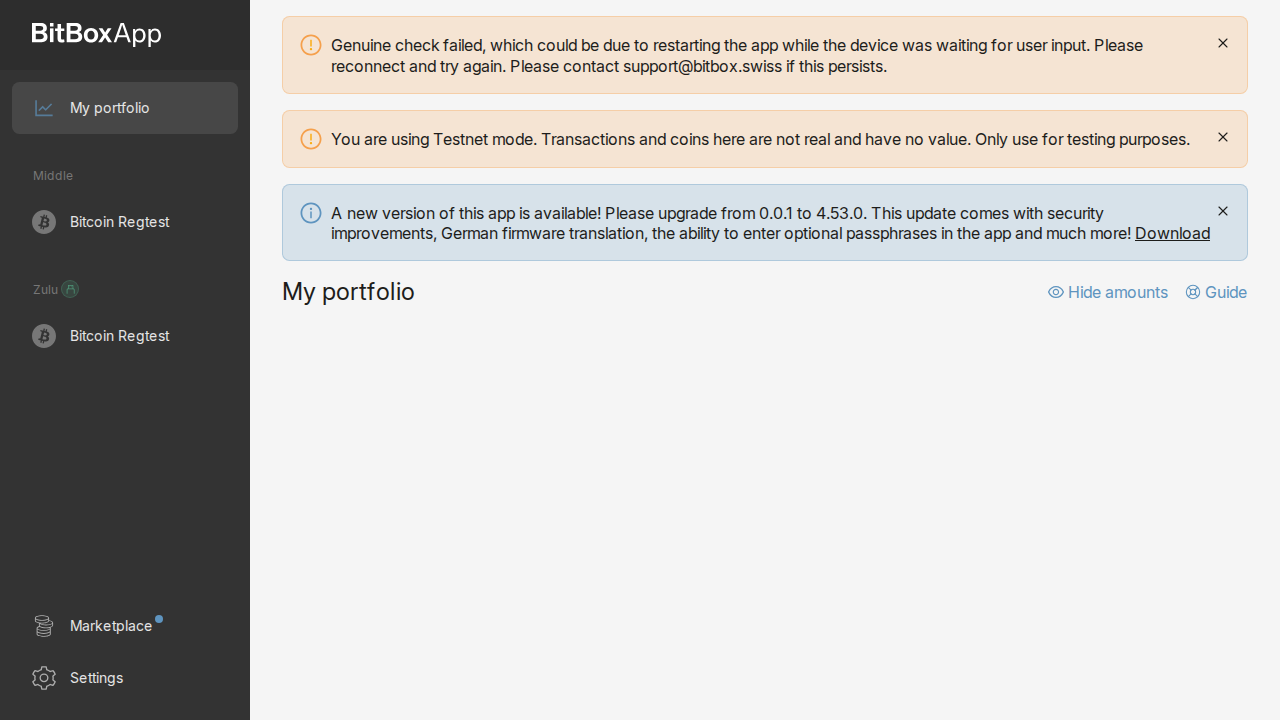 BitBoxApp
My portfolio
Middle
Bitcoin Regtest
Zulu
Bitcoin Regtest
Marketplace
Settings
Genuine check failed, which could be due to restarting the app while the device was waiting for user input. Please
reconnect and try again. Please contact support@bitbox.swiss if this persists.
You are using Testnet mode. Transactions and coins here are not real and have no value. Only use for testing purposes.
A new version of this app is available! Please upgrade from 0.0.1 to 4.53.0. This update comes with security
improvements, German firmware translation, the ability to enter optional passphrases in the app and much more! Download
My portfolio
Hide amounts
Guide